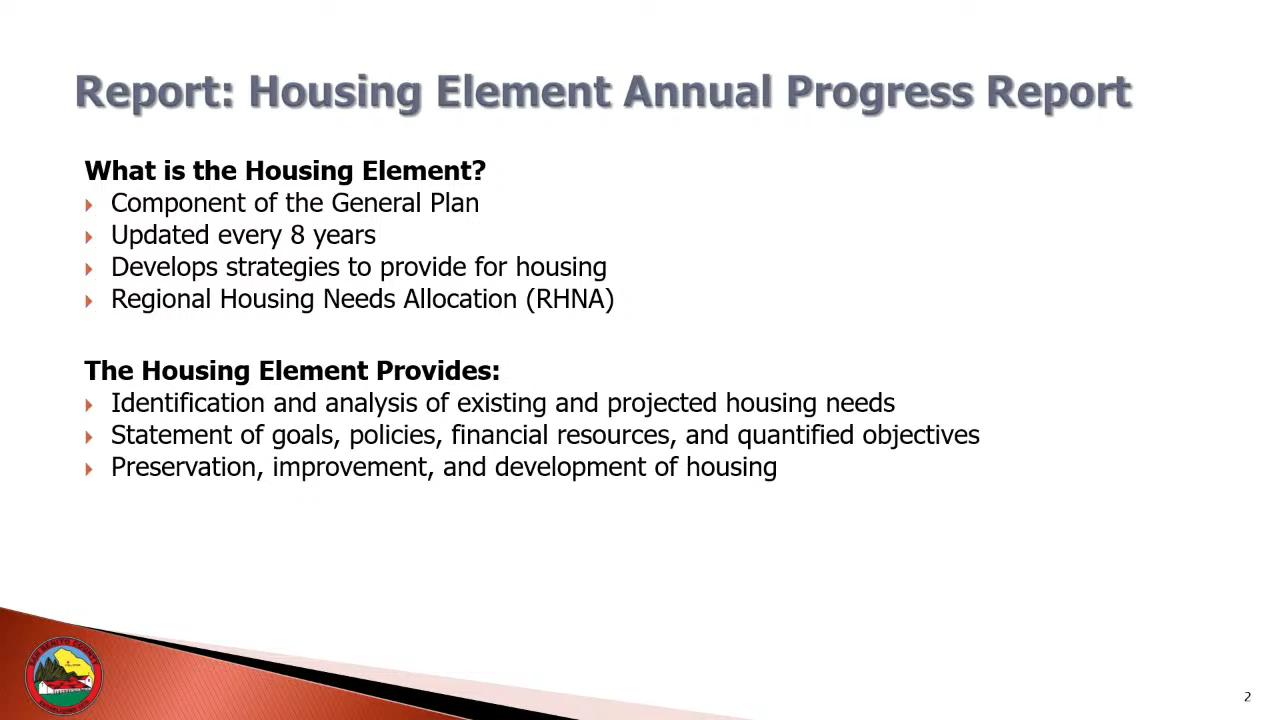 Report: Housing Element Annual Progress Report
What is the Housing Element?
Component of the General Plan
Updated every 8 years
Develops strategies to provide for housing
Regional Housing Needs Allocation (RHNA)
The Housing Element Provides:
Identification and analysis of existing and projected housing needs
Statement of goals, policies, financial resources, and quantified objectives
Preservation, improvement, and development of housing
SAN BENITO COUNTY
2